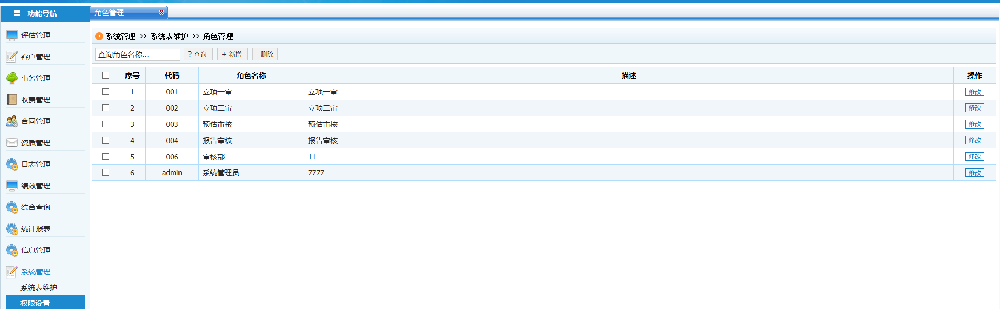 功能导航
评估管理
客户管理
事务管理
收费管理
合同管理
资质管理
日志管理
绩效管理
综合查询
统计报表
信息管理
系统管理
系统表维护
权限设置
角色管理
系统管理 >> 系统表维护 >> 角色管理
查询角色名称... ? 查询 + 新增 - 删除
序号 代码 角色名称 描述 操作
1 001 立项一审 立项一审 修改
2 002 立项二审 立项二审 修改
3 003 预估审核 预估审核 修改
4 004 报告审核 报告审核 修改
5 006 审核部 11 修改
6 admin 系统管理员 7777 修改